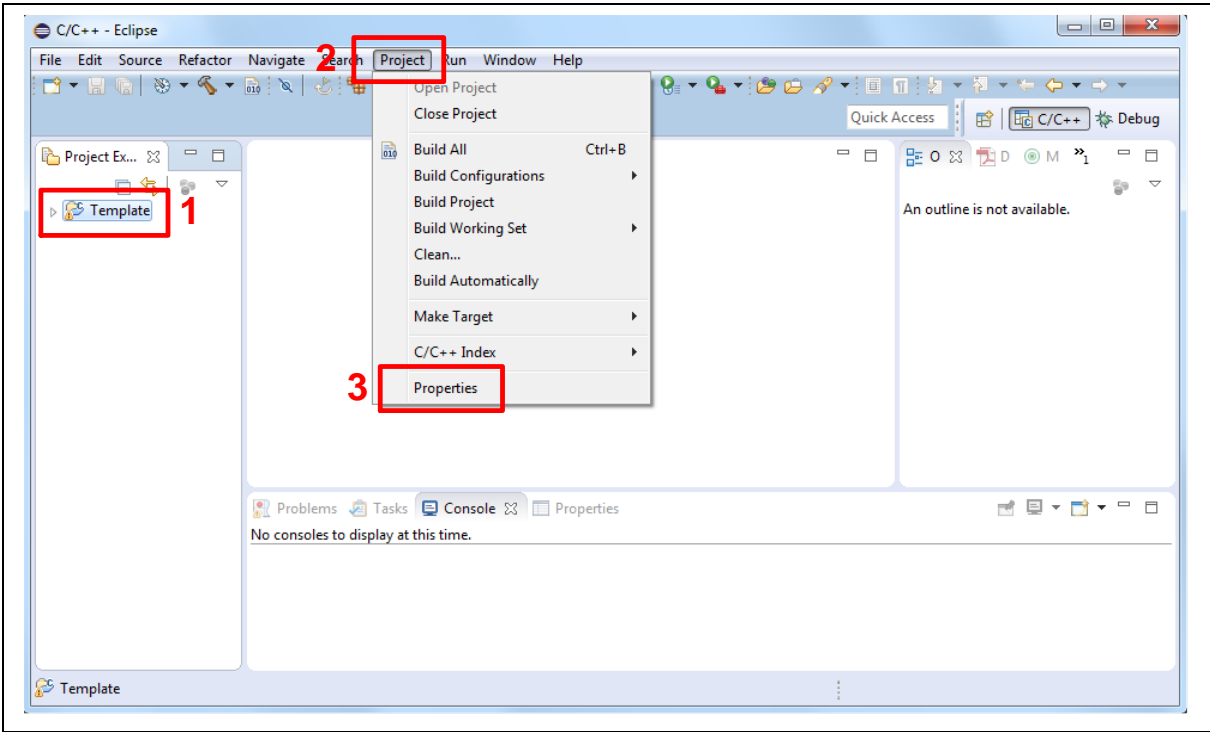 C/C++ - Eclipse
File Edit Source Refactor Navigate Search Project Run Window Help
2
Quick Access
C/C++
Debug
Project Ex...
Template
1
Open Project
Close Project
Build All Ctrl+B
Build Configurations
Build Project
Build Working Set
Clean...
Build Automatically
Make Target
C/C++ Index
3
Properties
O
D
M
»1
An outline is not available.
Problems Tasks Console Properties
No consoles to display at this time.
Template